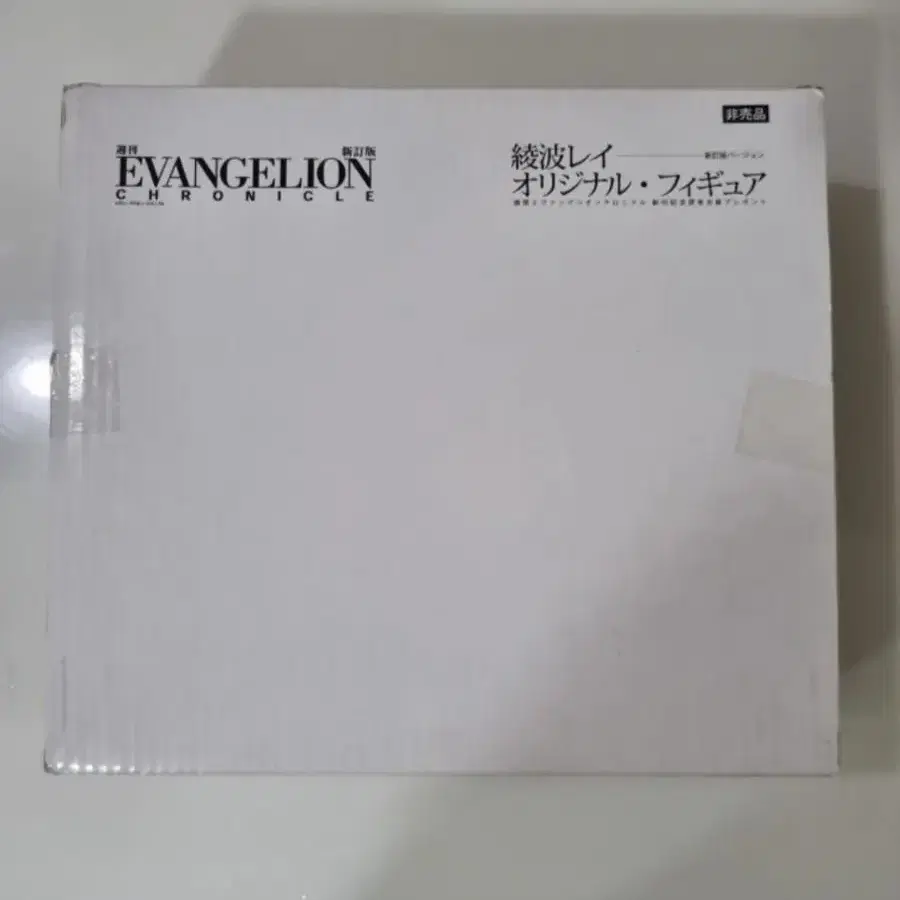 非売品
週刊
新訂版
EVANGELION
CHRONICLE
綾波レイ
新訂版バージョン
オリジナル・フィギュア